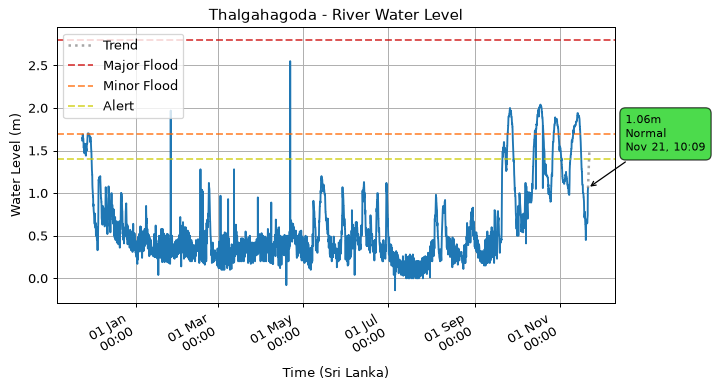 Thalgahagoda - River Water Level
Trend
Major Flood
Minor Flood
Alert
1.06m
Normal
Nov 21, 10:09
Water Level (m)
2.5
2.0
1.5
1.0
0.5
0.0
01 Jan
00:00
01 Mar
00:00
01 May
00:00
01 Jul
00:00
01 Sep
00:00
01 Nov
00:00
Time (Sri Lanka)